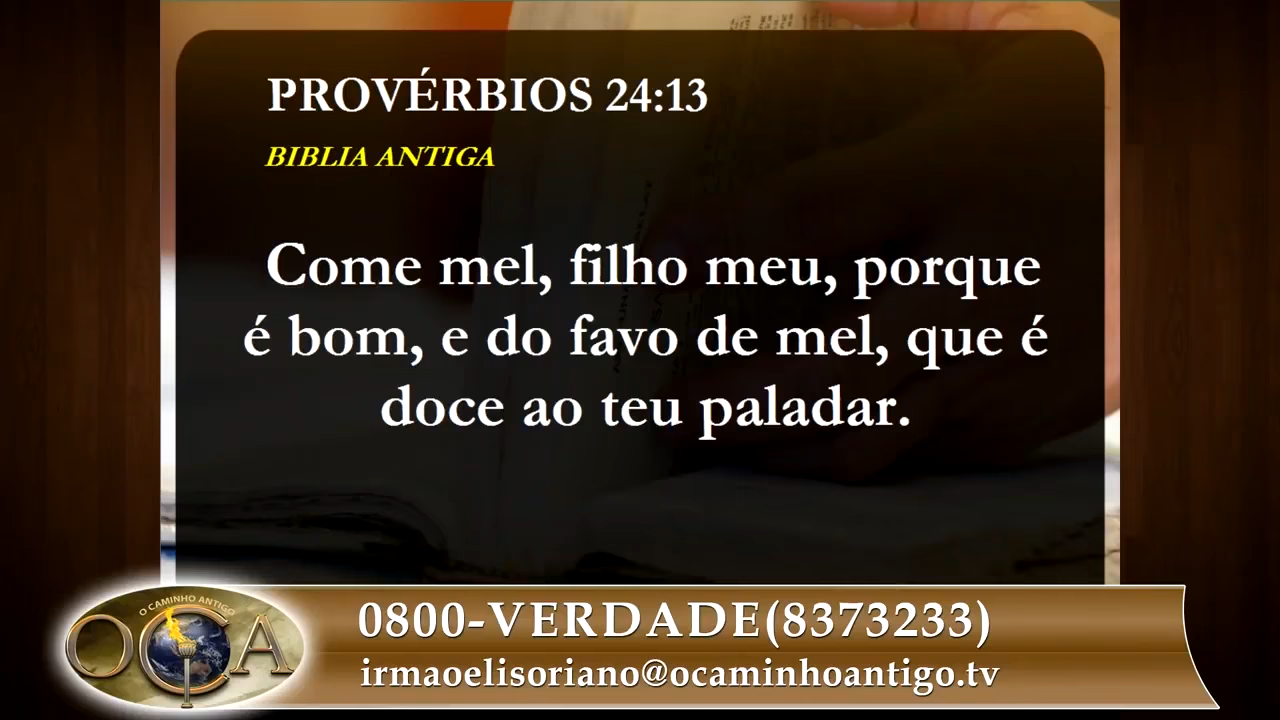 PROVÉRBIOS 24:13
BIBLIA ANTIGA
Come mel, filho meu, porque
é bom, e do favo de mel, que é
doce ao teu paladar.
O CAMINHO ANTIGO
OCA
0800-VERDADE(8373233)
irmaoelisoriano@ocaminhoantigo.tv